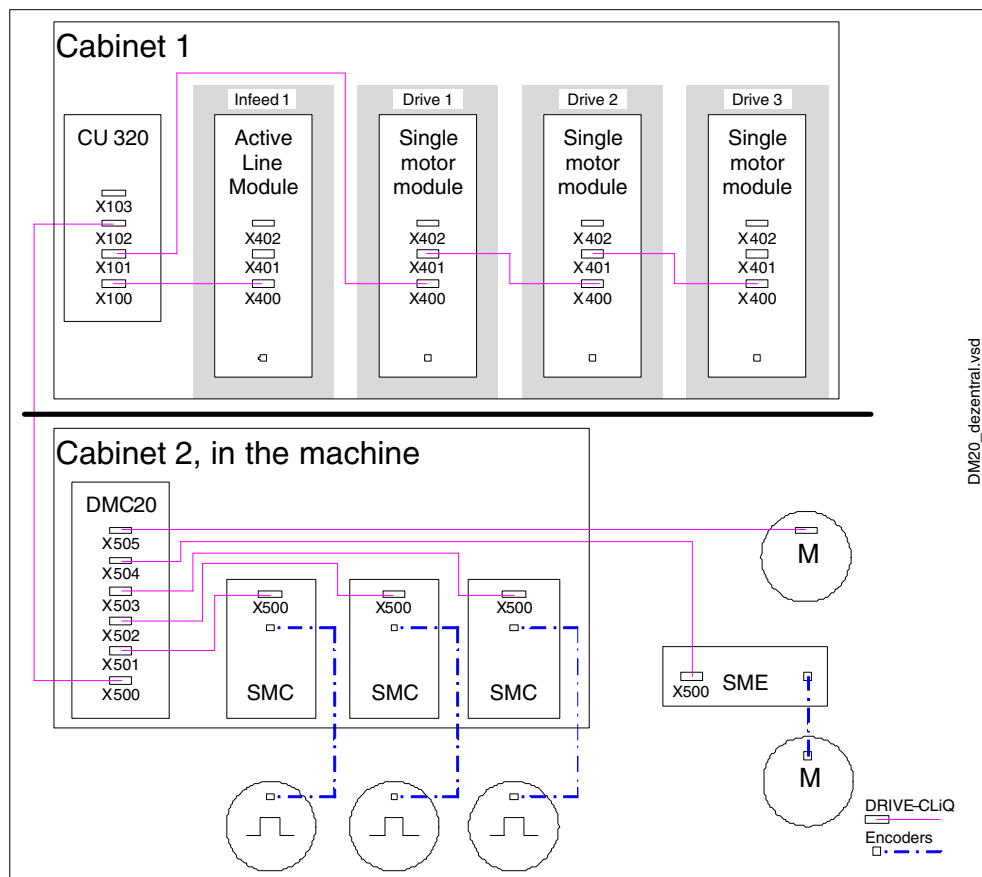 Cabinet 1
Infeed 1
Drive 1
Drive 2
Drive 3
CU 320
X103
X102
X101
X100
Active
Line
Module
X402
X401
X400
Single
motor
module
X402
X401
X400
Single
motor
module
X402
X401
X400
Single
motor
module
X402
X401
X400
DM20_dezentral.vsd
Cabinet 2, in the machine
DMC20
X505
X504
X503
X502
X501
X500
X500
SMC
X500
SMC
X500
SMC
M
X500
SME
M
DRIVE-CLiQ
Encoders